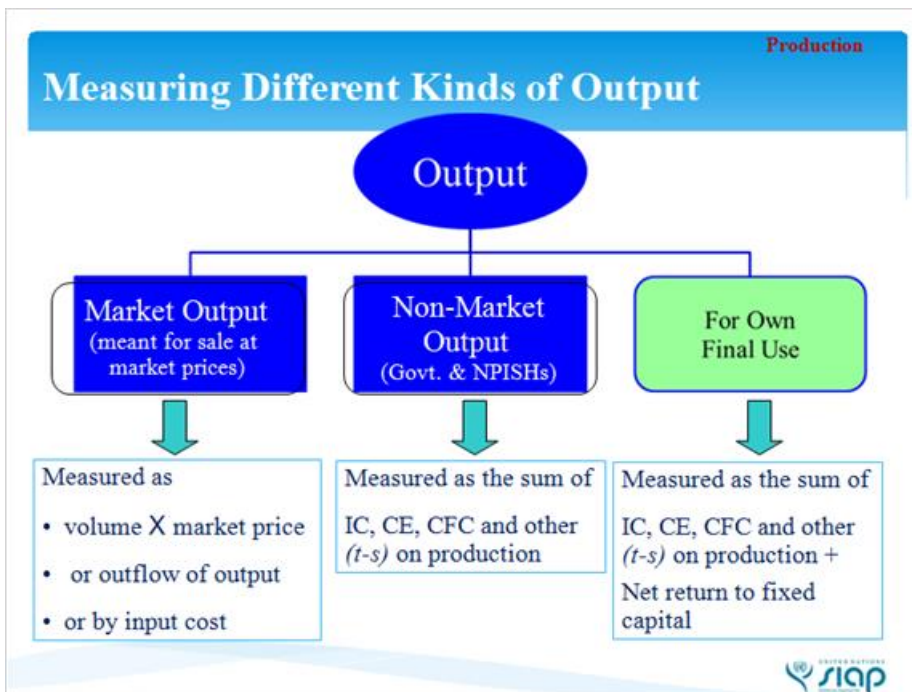 Production
Measuring Different Kinds of Output
Output
Market Output
(meant for sale at
market prices)
Non-Market
Output
(Govt. & NPISHs)
For Own
Final Use
Measured as
• volume X market price
• or outflow of output
• or by input cost
Measured as the sum of
IC, CE, CFC and other
(t-s) on production
Measured as the sum of
IC, CE, CFC and other
(t-s) on production +
Net return to fixed
capital
UNITED NATIONS
SIAP